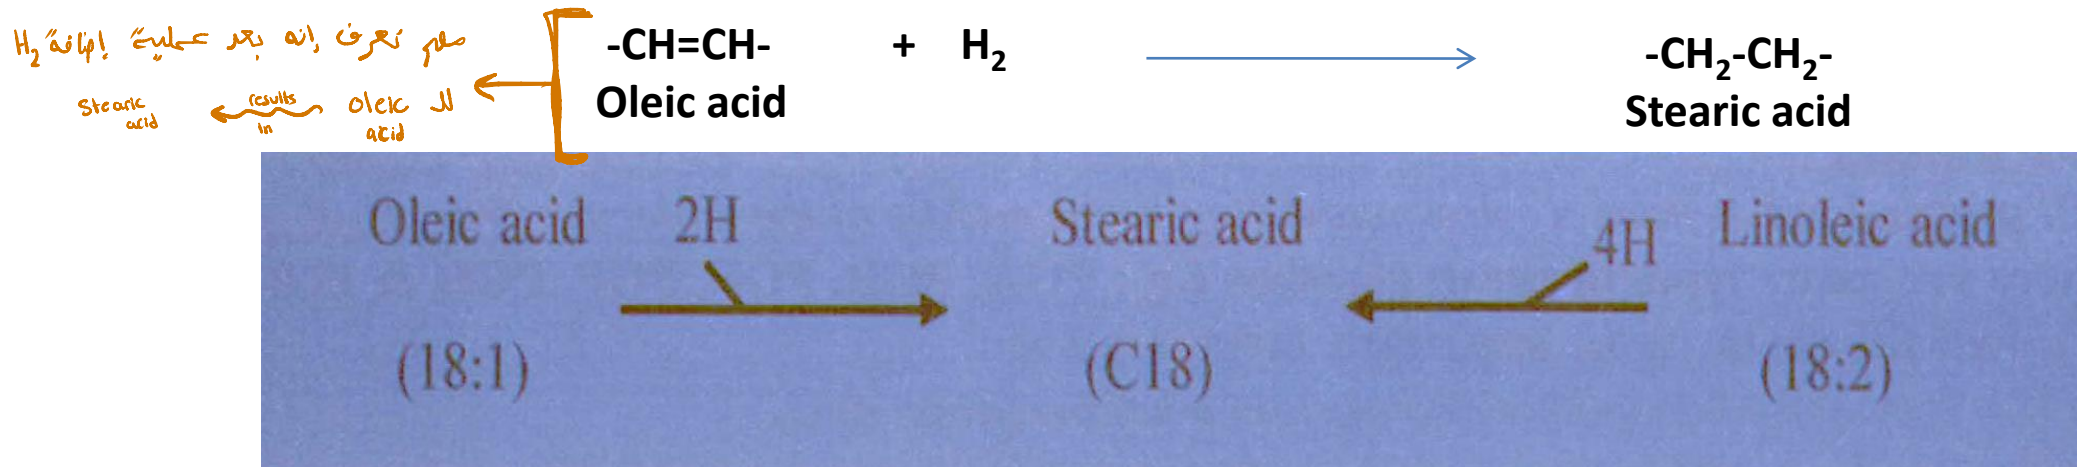 مهم تعرف إنه بعد عملية إضافة H₂
لل oleic acid results in Stearic acid
-CH=CH- + H₂ -CH₂-CH₂-
Oleic acid Stearic acid
Oleic acid 2H Stearic acid 4H Linoleic acid
(18:1) (C18) (18:2)